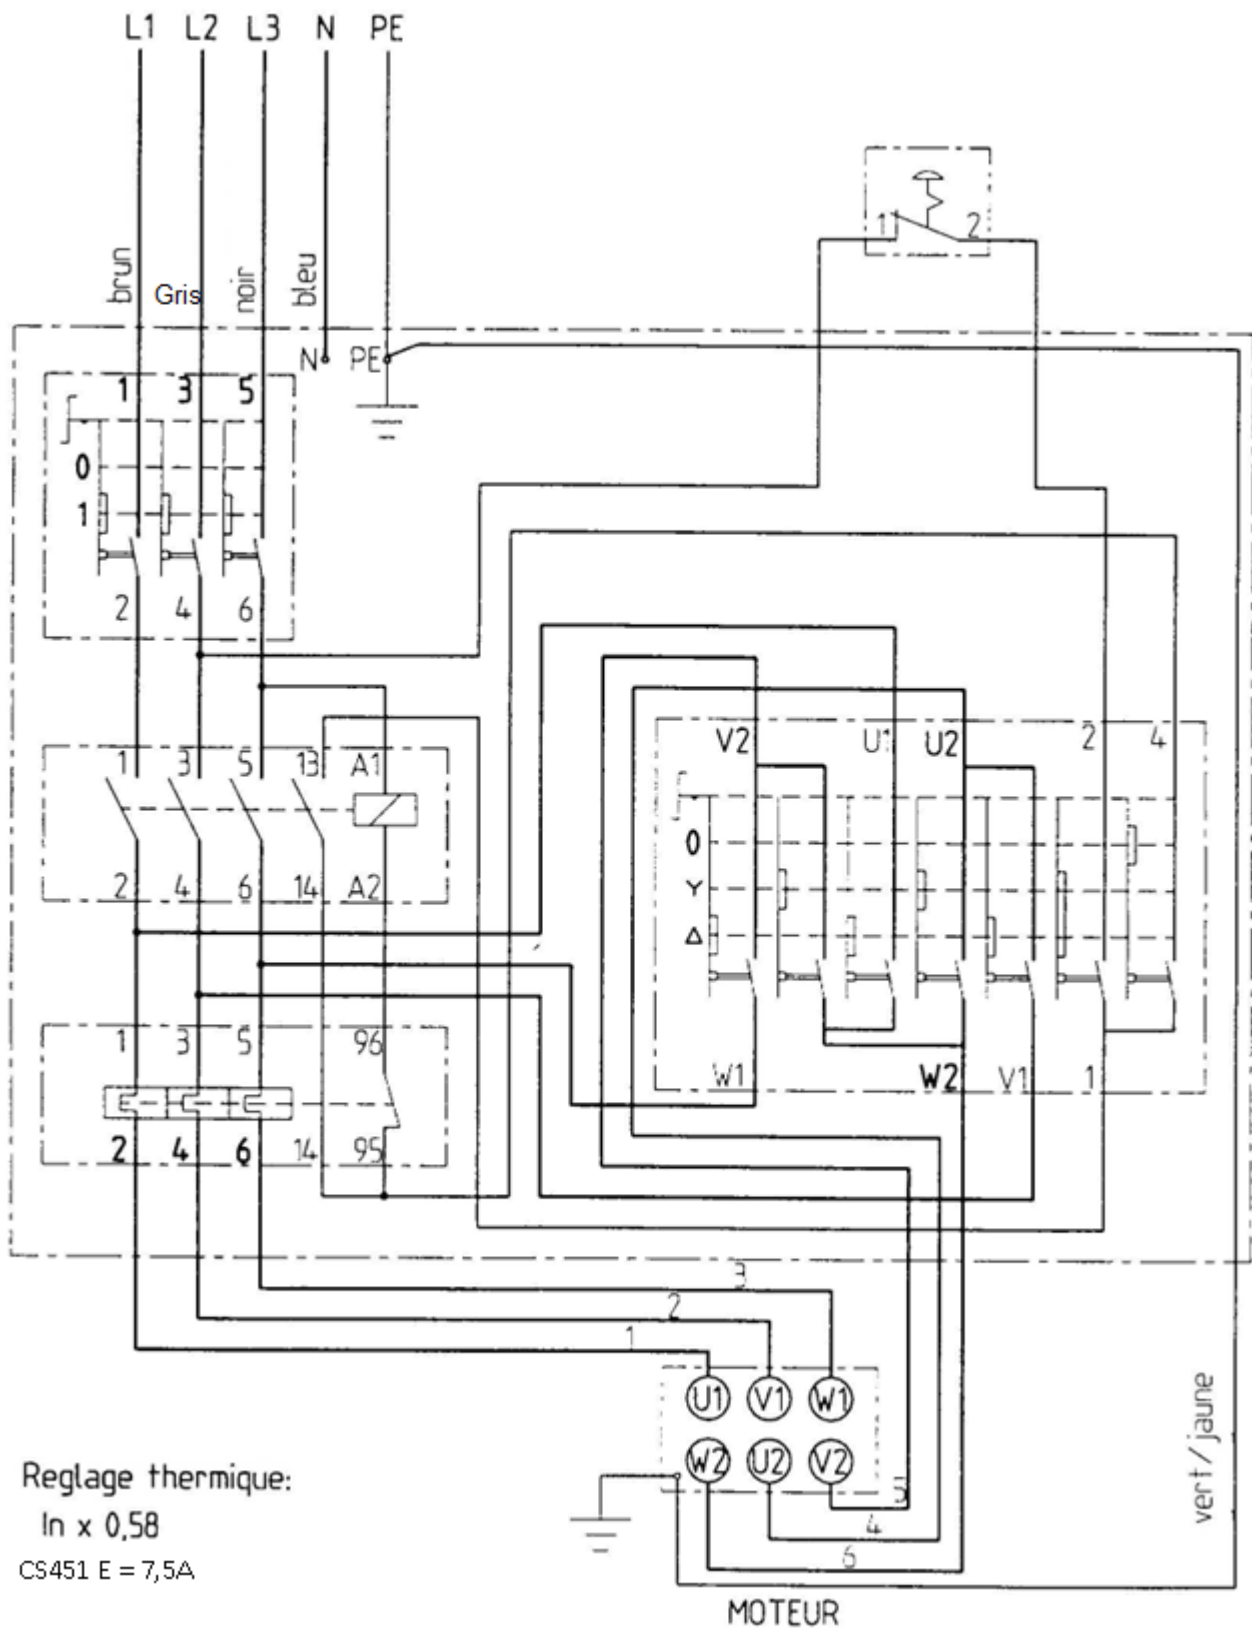 L1 L2 L3 N PE
brun Gris noir bleu
N PE
1 2
1 3 5
0
1
2 4 6
1 3 5 13 A1
2 4 6 14 A2
V2 U1 U2 2 4
0
Y
Δ
W1 W2 V1 1
1 3 5 96
2 4 6 14 95
3
2
1
U1 V1 W1
W2 U2 V2
5
4
6
vert/jaune
Reglage thermique:
In x 0,58
CS451 E = 7,5A
MOTEUR